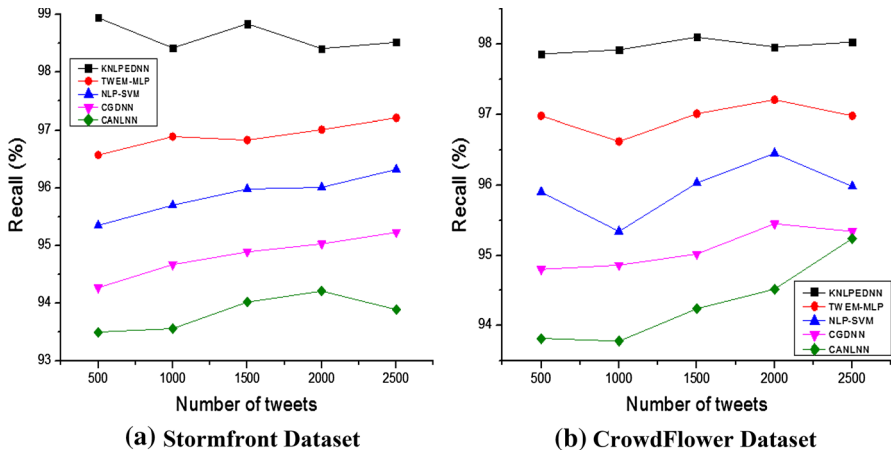 99
98
97
96
95
94
93
Recall (%)
KNLPEDNN
TWEM-MLP
NLP-SVM
CGDNN
CANLNN
500 1000 1500 2000 2500
Number of tweets
(a) Stormfront Dataset
98
97
96
95
94
Recall (%)
KNLPEDNN
TWEM-MLP
NLP-SVM
CGDNN
CANLNN
500 1000 1500 2000 2500
Number of tweets
(b) CrowdFlower Dataset